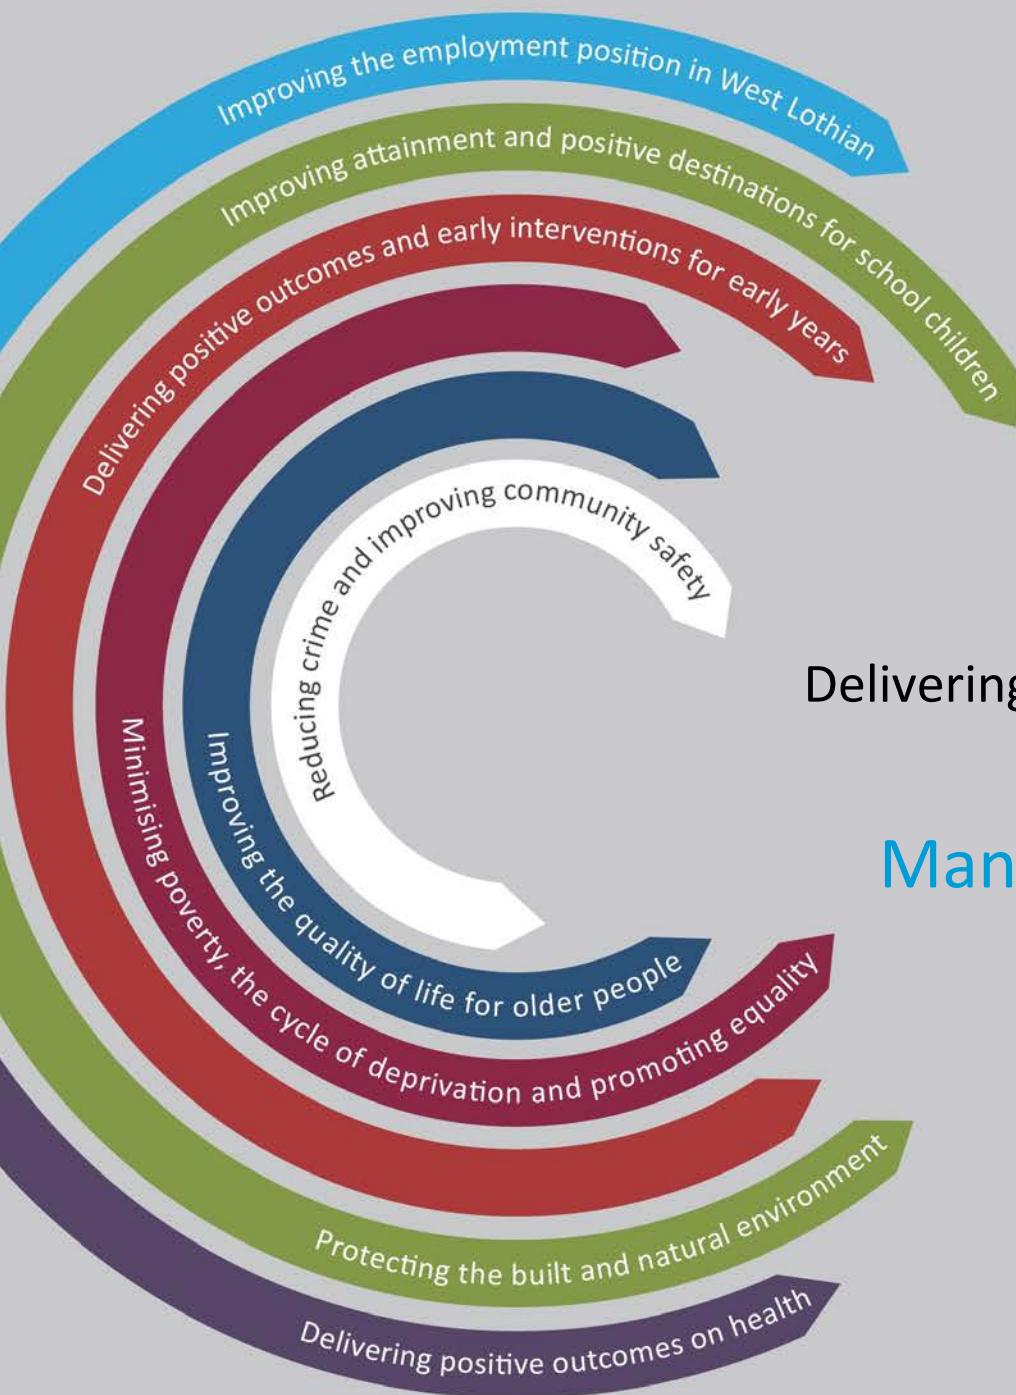 Improving the employment position in West Lothian
Improving attainment and positive destinations for school children
Delivering positive outcomes and early interventions for early years
Reducing crime and improving community safety
Delivering
Man
Improving the quality of life for older people
Minimising poverty, the cycle of deprivation and promoting equality
Protecting the built and natural environment
Delivering positive outcomes on health